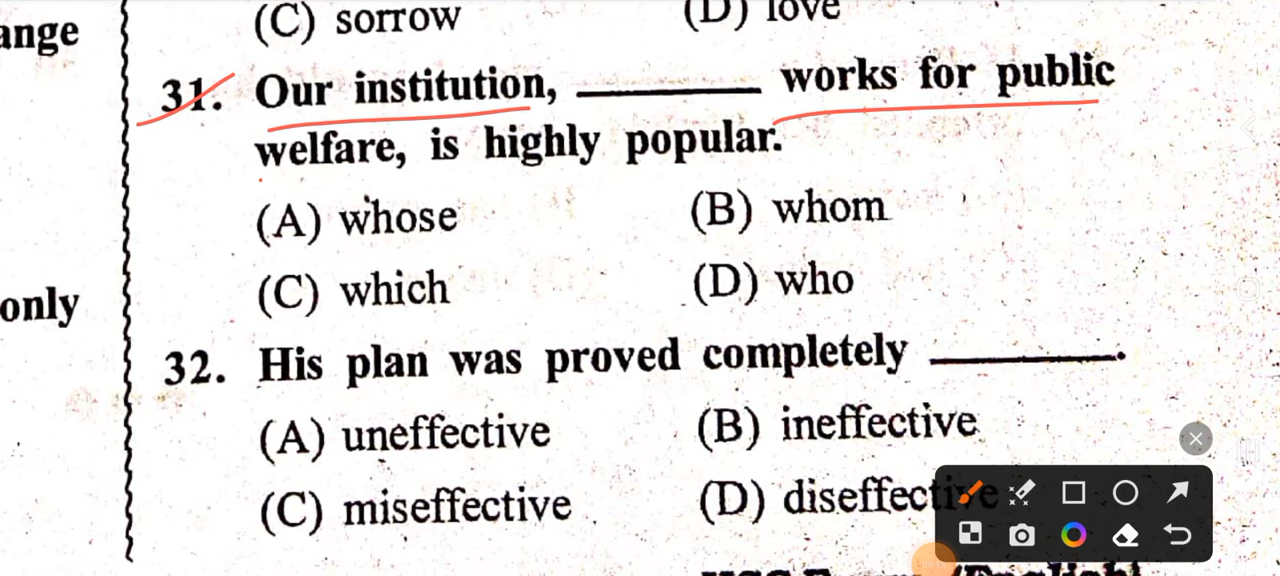 (C) sorrow (D) love
ange
31. Our institution, ________ works for public
welfare, is highly popular.
(A) whose (B) whom
(C) which (D) who
only
32. His plan was proved completely ________.
(A) uneffective (B) ineffective
(C) miseffective (D) diseffective